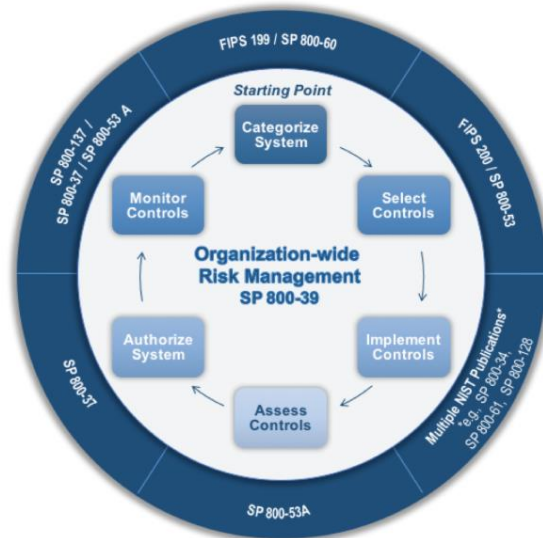 FIPS 199 / SP 800-60
Starting Point
Categorize
System
FIPS 200 / SP 800-53
Select
Controls
Multiple NIST Publications*
*e.g., SP 800-34,
SP 800-61, SP 800-128
Implement
Controls
SP 800-53A
Assess
Controls
SP 800-37
Authorize
System
SP 800-137 /
SP 800-37 / SP 800-53 A
Monitor
Controls
Organization-wide
Risk Management
SP 800-39